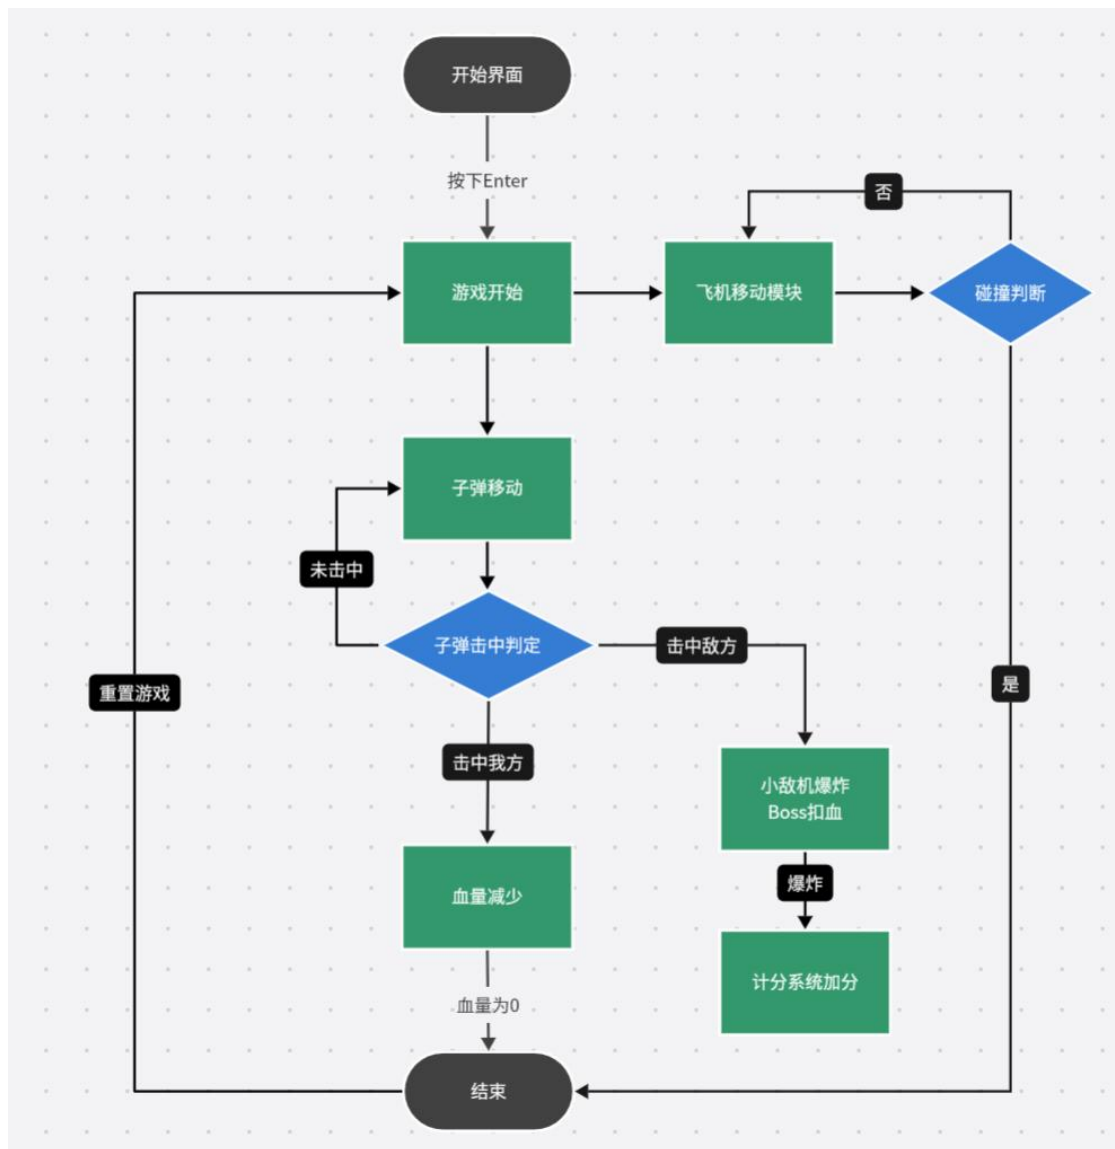 开始界面
按下Enter
否
游戏开始
飞机移动模块
碰撞判断
子弹移动
未击中
子弹击中判定
击中敌方
重置游戏
是
击中我方
小敌机爆炸
Boss扣血
爆炸
血量减少
计分系统加分
血量为0
结束